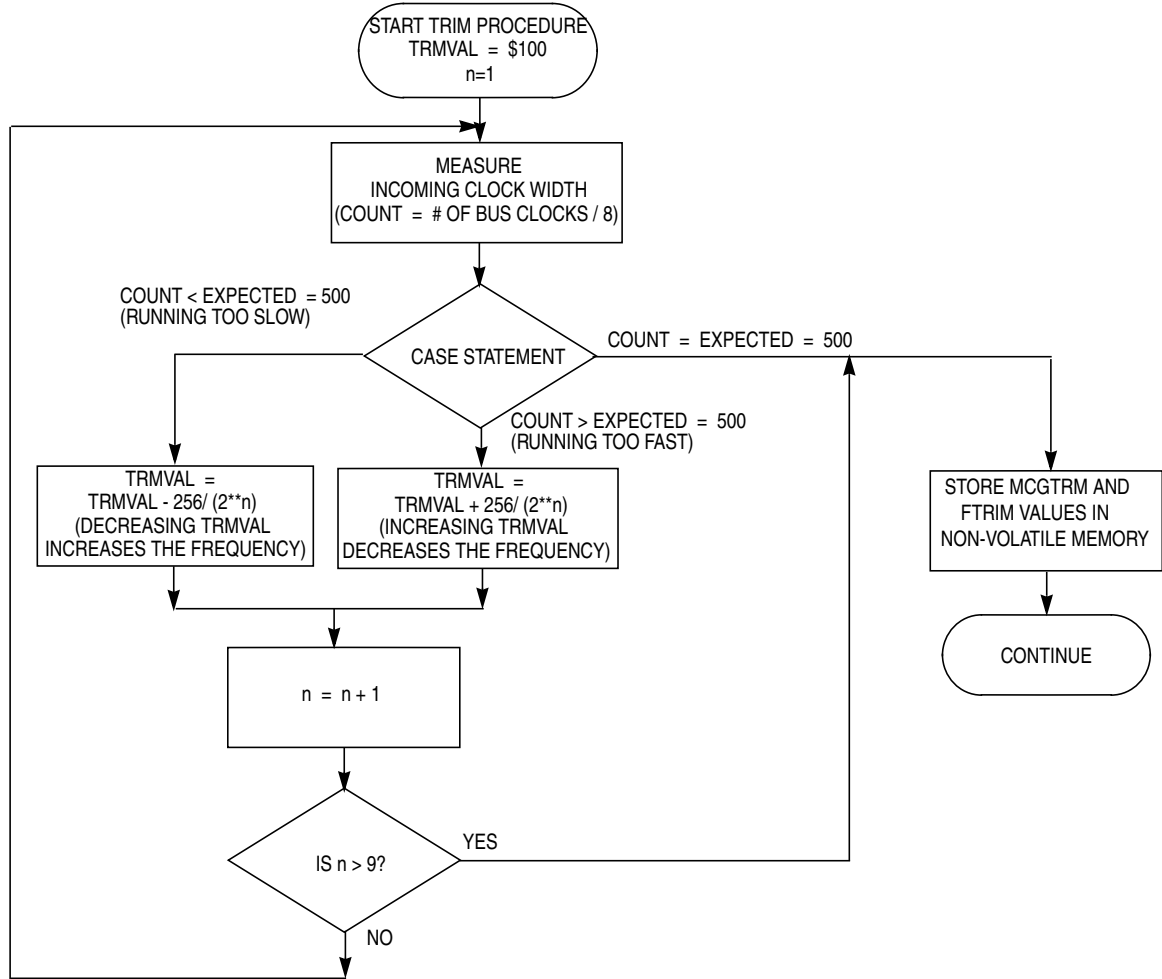 START TRIM PROCEDURE
TRMVAL = $100
n=1
MEASURE
INCOMING CLOCK WIDTH
(COUNT = # OF BUS CLOCKS / 8)
COUNT < EXPECTED = 500
(RUNNING TOO SLOW)
CASE STATEMENT
COUNT = EXPECTED = 500
COUNT > EXPECTED = 500
(RUNNING TOO FAST)
TRMVAL =
TRMVAL - 256/ (2**n)
(DECREASING TRMVAL
INCREASES THE FREQUENCY)
TRMVAL =
TRMVAL + 256/ (2**n)
(INCREASING TRMVAL
DECREASES THE FREQUENCY)
STORE MCGTRM AND
FTRIM VALUES IN
NON-VOLATILE MEMORY
CONTINUE
n = n + 1
IS n > 9?
YES
NO